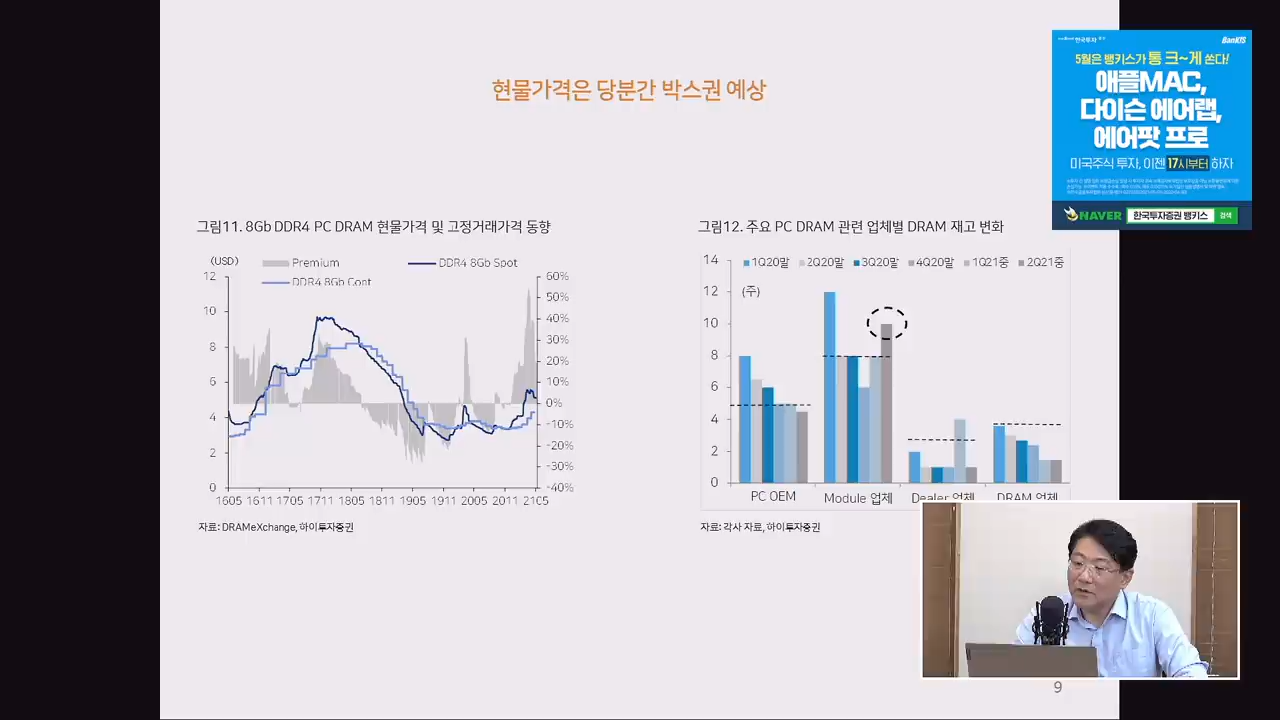 현물가격은 당분간 박스권 예상
한국투자
BanKIS
5월은 뱅키스가 통 크~게 쏜다!
애플MAC,
다이슨 에어랩,
에어팟 프로
미국주식 투자, 이젠 17시부터 하자
NAVER 한국투자증권 뱅키스 검색
그림11. 8Gb DDR4 PC DRAM 현물가격 및 고정거래가격 동향
(USD)
Premium
DDR4 8Gb Spot
DDR4 8Gb Cont
12
10
8
6
4
2
0
60%
50%
40%
30%
20%
10%
0%
-10%
-20%
-30%
-40%
1605 1611 1705 1711 1805 1811 1905 1911 2005 2011 2105
자료: DRAMeXchange, 하이투자증권
그림12. 주요 PC DRAM 관련 업체별 DRAM 재고 변화
1Q20말 2Q20말 3Q20말 4Q20말 1Q21중 2Q21중
(주)
14
12
10
8
6
4
2
0
PC OEM Module 업체 Dealer 업체 DRAM 업체
자료: 각사 자료, 하이투자증권
9